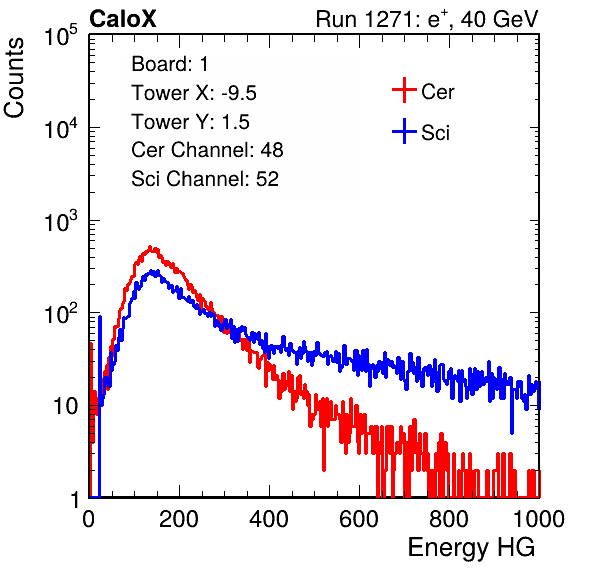 CaloX
Run 1271: e⁺, 40 GeV
Counts
10⁵
10⁴
10³
10²
10
1
Board: 1
Tower X: -9.5
Tower Y: 1.5
Cer Channel: 48
Sci Channel: 52
Cer
Sci
0 200 400 600 800 1000
Energy HG